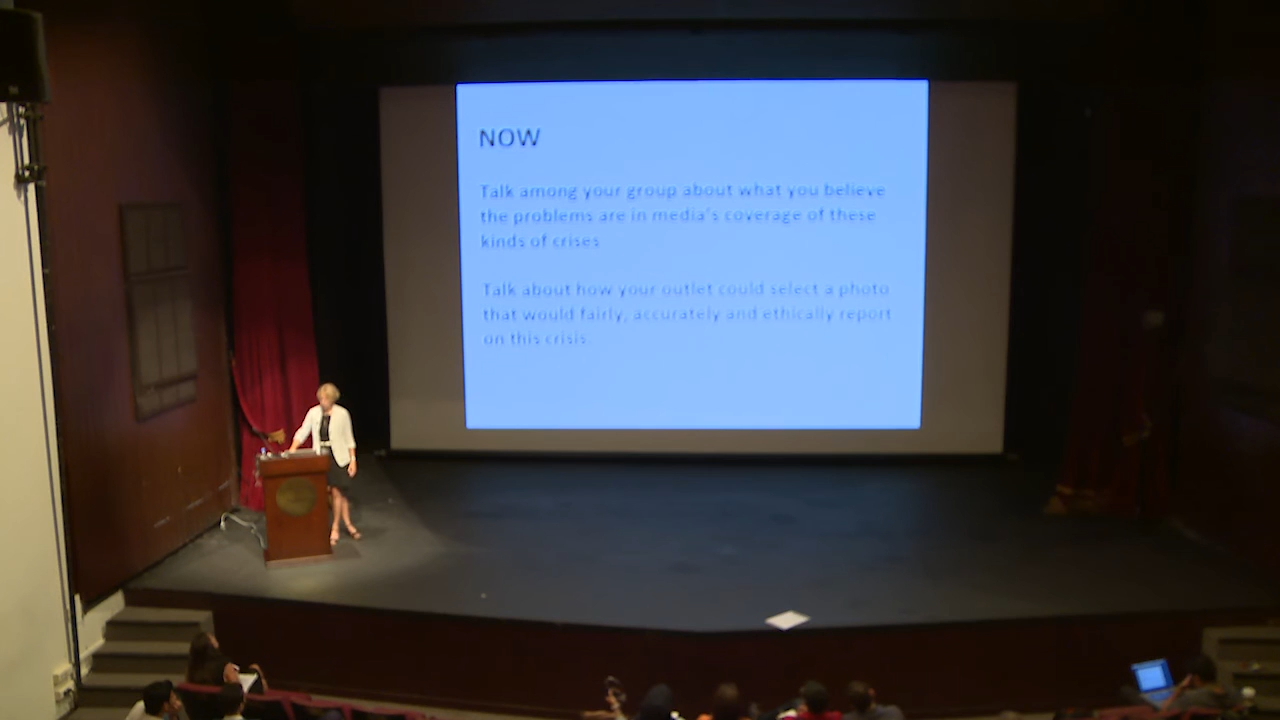 NOW
Talk among your group about what you believe
the problems are in media's coverage of these
kinds of crises
Talk about how your outlet could select a photo
that would fairly, accurately and ethically report
on this crisis.